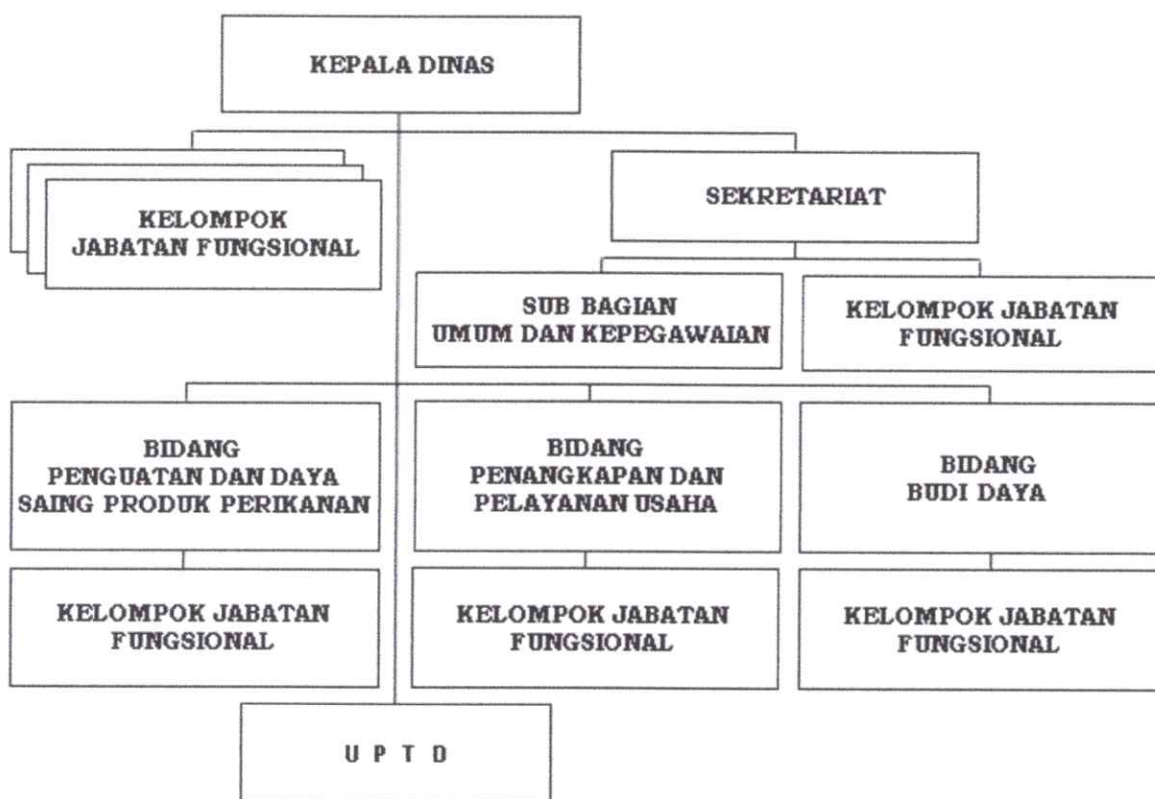 KEPALA DINAS
KELOMPOK
JABATAN FUNGSIONAL
SEKRETARIAT
SUB BAGIAN
UMUM DAN KEPEGAWAIAN
KELOMPOK JABATAN
FUNGSIONAL
BIDANG
PENGUATAN DAN DAYA
SAING PRODUK PERIKANAN
BIDANG
PENANGKAPAN DAN
PELAYANAN USAHA
BIDANG
BUDI DAYA
KELOMPOK JABATAN
FUNGSIONAL
KELOMPOK JABATAN
FUNGSIONAL
KELOMPOK JABATAN
FUNGSIONAL
U P T D